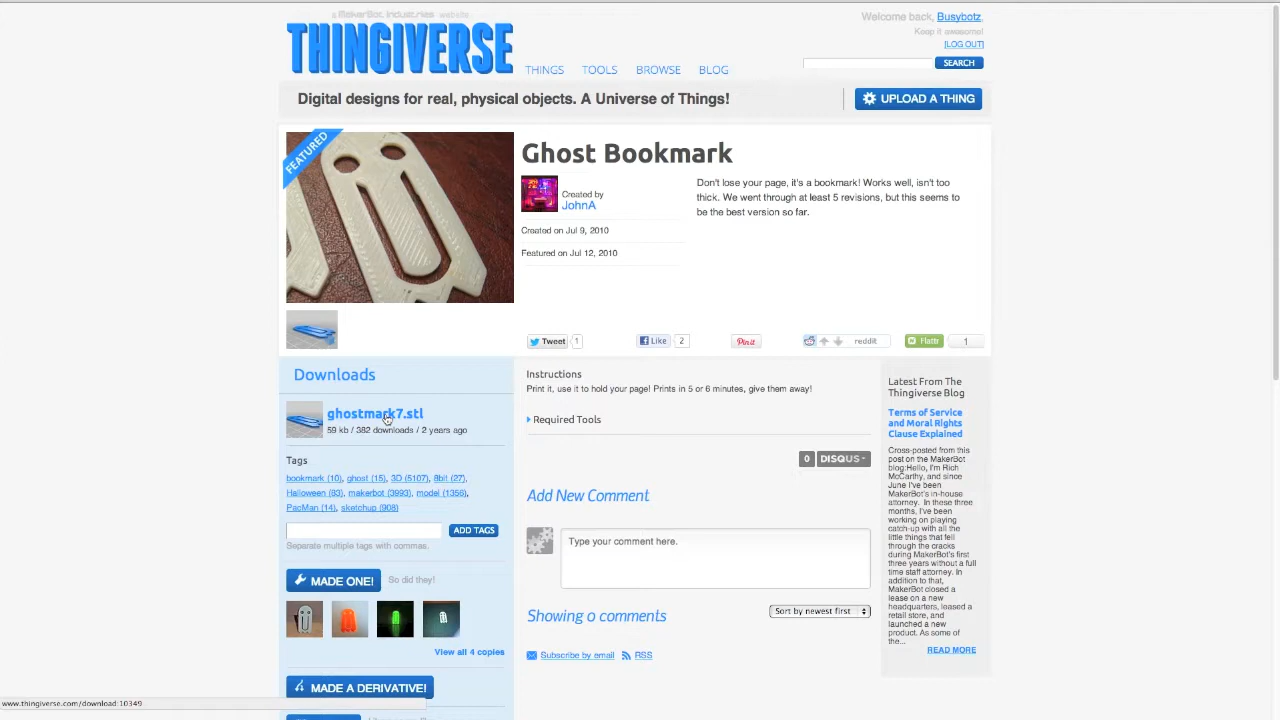 a MakerBot Industries website
THINGIVERSE
THINGS TOOLS BROWSE BLOG
Welcome back, Busybotz.
Keep it awesome!
[LOG OUT]
SEARCH
Digital designs for real, physical objects. A Universe of Things!
UPLOAD A THING
FEATURED
Ghost Bookmark
Created by
JohnA
Created on Jul 9, 2010
Featured on Jul 12, 2010
Don't lose your page, it's a bookmark! Works well, isn't too
thick. We went through at least 5 revisions, but this seems to
be the best version so far.
Tweet 1
Like 2
Pin it
reddit
Flattr 1
Downloads
ghostmark7.stl
59 kb / 382 downloads / 2 years ago
Tags
bookmark (10), ghost (15), 3D (5107), 8bit (27),
Halloween (83), makerbot (3993), model (1356),
PacMan (14), sketchup (908)
ADD TAGS
Separate multiple tags with commas.
MADE ONE! So did they!
View all 4 copies
MADE A DERIVATIVE!
Instructions
Print it, use it to hold your page! Prints in 5 or 6 minutes, give them away!
Required Tools
0 DISQUS
Add New Comment
Type your comment here.
Showing 0 comments
Sort by newest first
Subscribe by email RSS
Latest From The
Thingiverse Blog
Terms of Service
and Moral Rights
Clause Explained
Cross-posted from
this post on the MakerBot
blog:Hello, I'm Rich
McCarthy, and since
June I've been
MakerBot's in-house
attorney. In these three
months, I've been
working on playing
catch-up with all the
little things that fell
through the cracks
during MakerBot's first
three years without a full
time staff attorney. In
addition to that,
MakerBot closed a
lease on a new
headquarters, leased a
retail store, and
launched a new
product. As some of
the...
READ MORE
www.thingiverse.com/download:10349